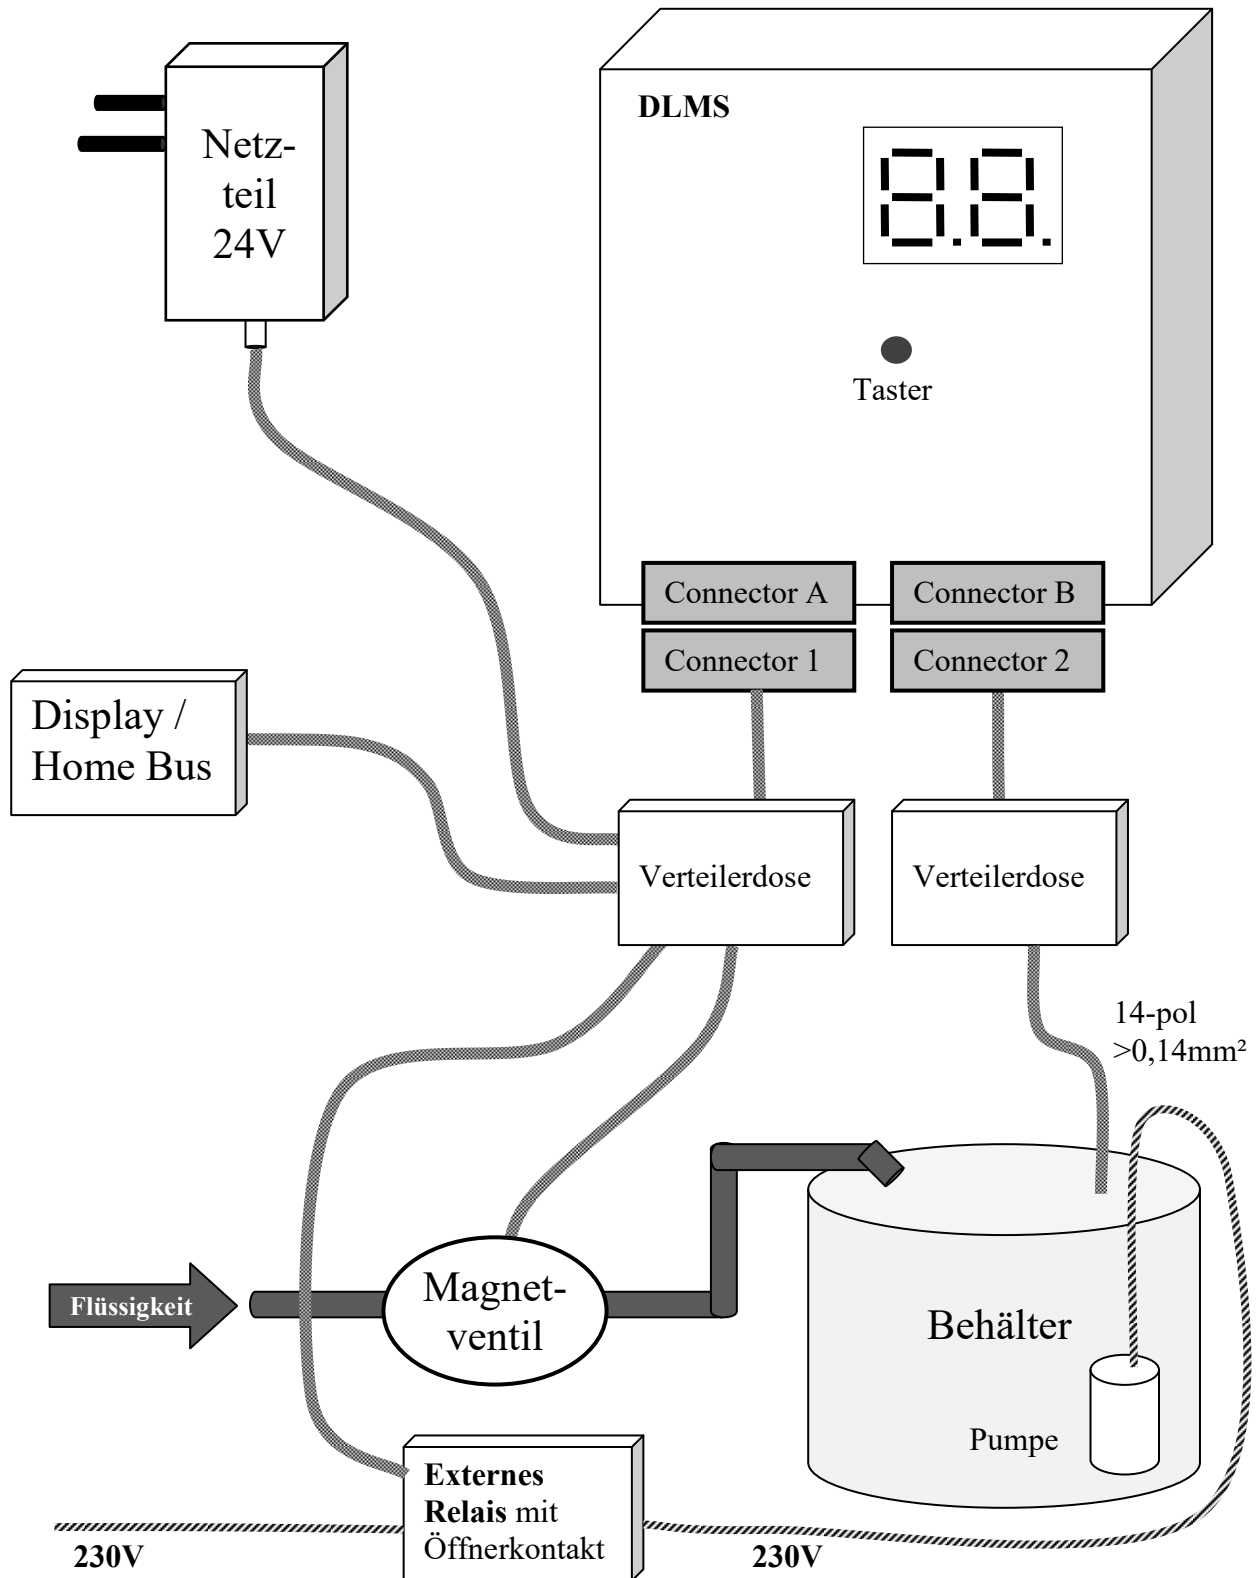 DLMS
Netz-
teil
24V
8.8.
Taster
Connector A
Connector B
Connector 1
Connector 2
Display /
Home Bus
Verteilerdose
Verteilerdose
14-pol
>0,14mm²
Flüssigkeit
Magnet-
ventil
Behälter
Pumpe
Externes
Relais mit
Öffnerkontakt
230V
230V